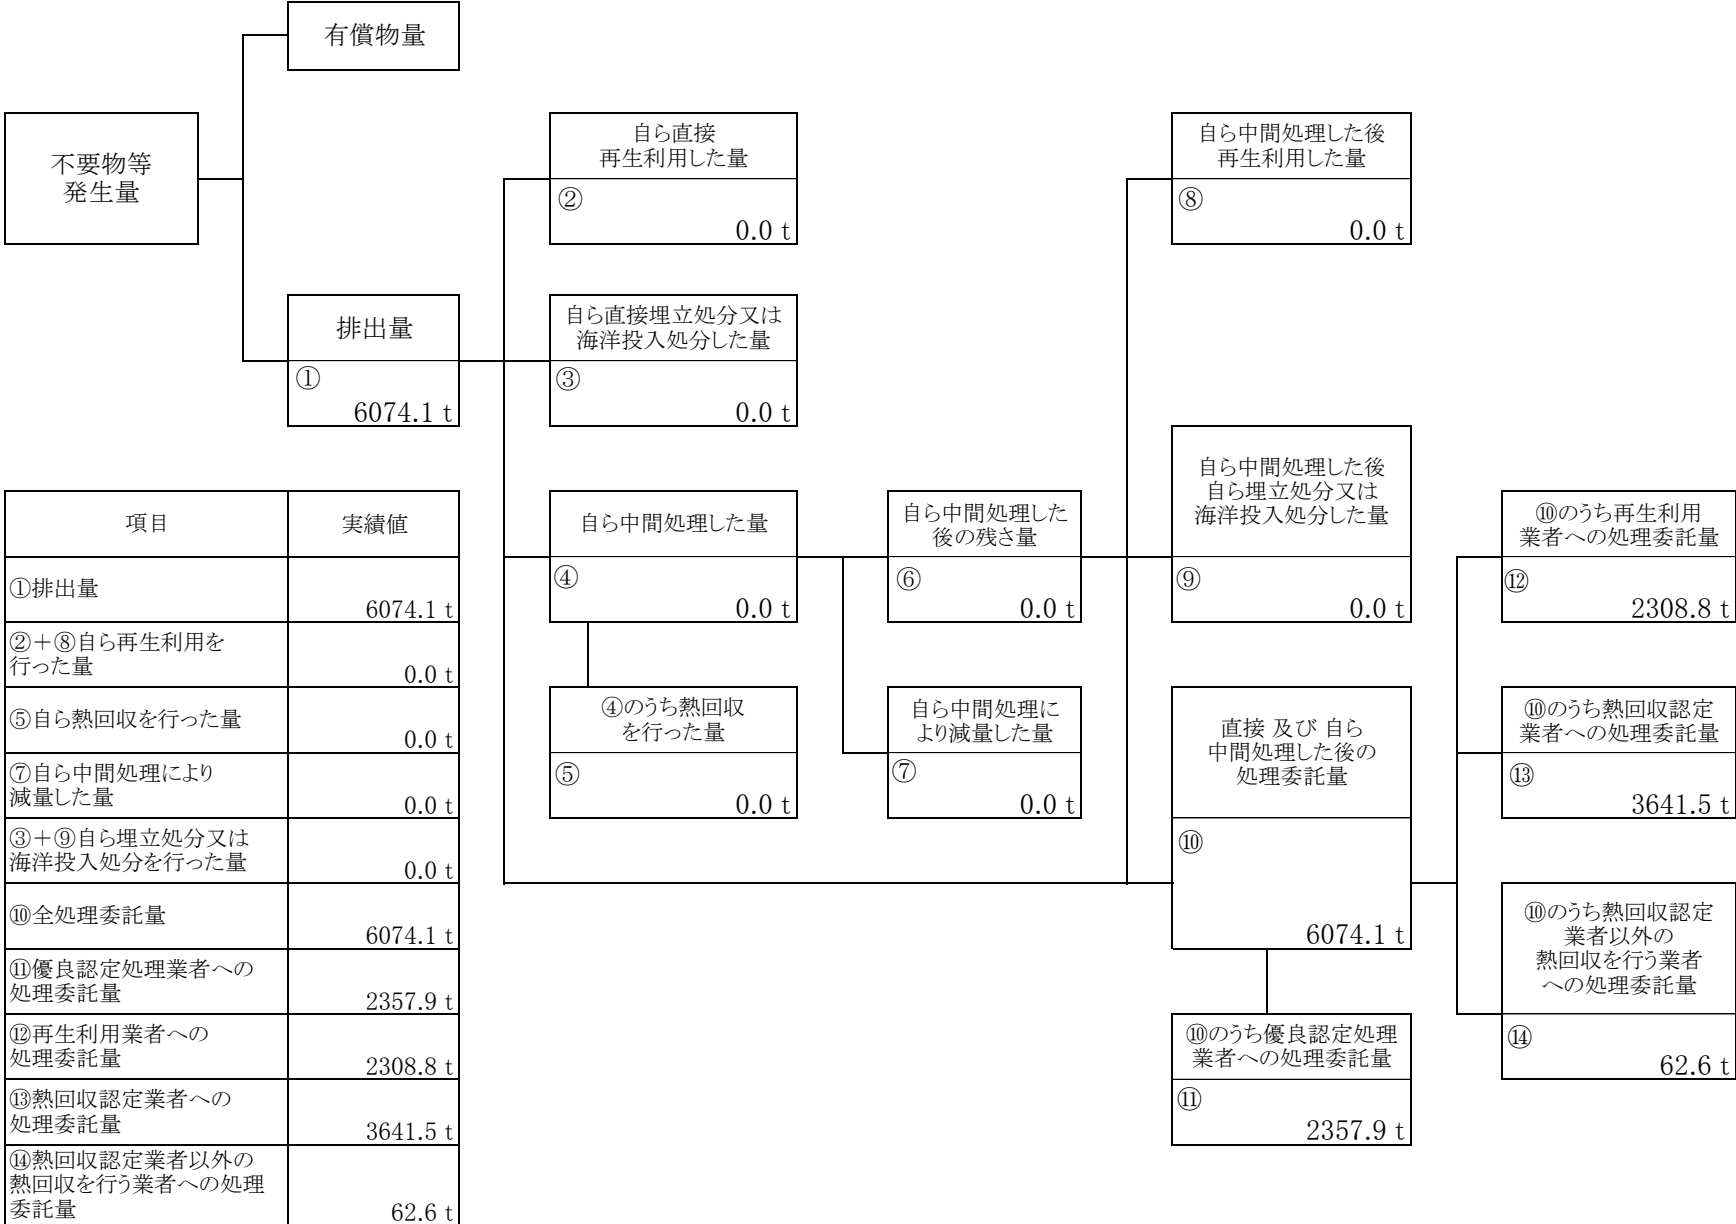 有償物量
不要物等
発生量
自ら直接
再生利用した量
②
0.0 t
自ら中間処理した後
再生利用した量
⑧
0.0 t
排出量
①
6074.1 t
自ら直接埋立処分又は
海洋投入処分した量
③
0.0 t
自ら中間処理した量
④
0.0 t
自ら中間処理した
後の残さ量
⑥
0.0 t
自ら中間処理した後
自ら埋立処分又は
海洋投入処分した量
⑨
0.0 t
⑩のうち再生利用
業者への処理委託量
⑫
2308.8 t
④のうち熱回収
を行った量
⑤
0.0 t
自ら中間処理に
より減量した量
⑦
0.0 t
直接 及び 自ら
中間処理した後の
処理委託量
⑩
6074.1 t
⑩のうち熱回収認定
業者への処理委託量
⑬
3641.5 t
⑩のうち熱回収認定
業者以外の
熱回収を行う業者
への処理委託量
⑭
62.6 t
⑩のうち優良認定処理
業者への処理委託量
⑪
2357.9 t
項目 実績値
①排出量
6074.1 t
②＋⑧自ら再生利用を
行った量
0.0 t
⑤自ら熱回収を行った量
0.0 t
⑦自ら中間処理により
減量した量
0.0 t
③＋⑨自ら埋立処分又は
海洋投入処分を行った量
0.0 t
⑩全処理委託量
6074.1 t
⑪優良認定処理業者への
処理委託量
2357.9 t
⑫再生利用業者への
処理委託量
2308.8 t
⑬熱回収認定業者への
処理委託量
3641.5 t
⑭熱回収認定業者以外の
熱回収を行う業者への処理
委託量
62.6 t